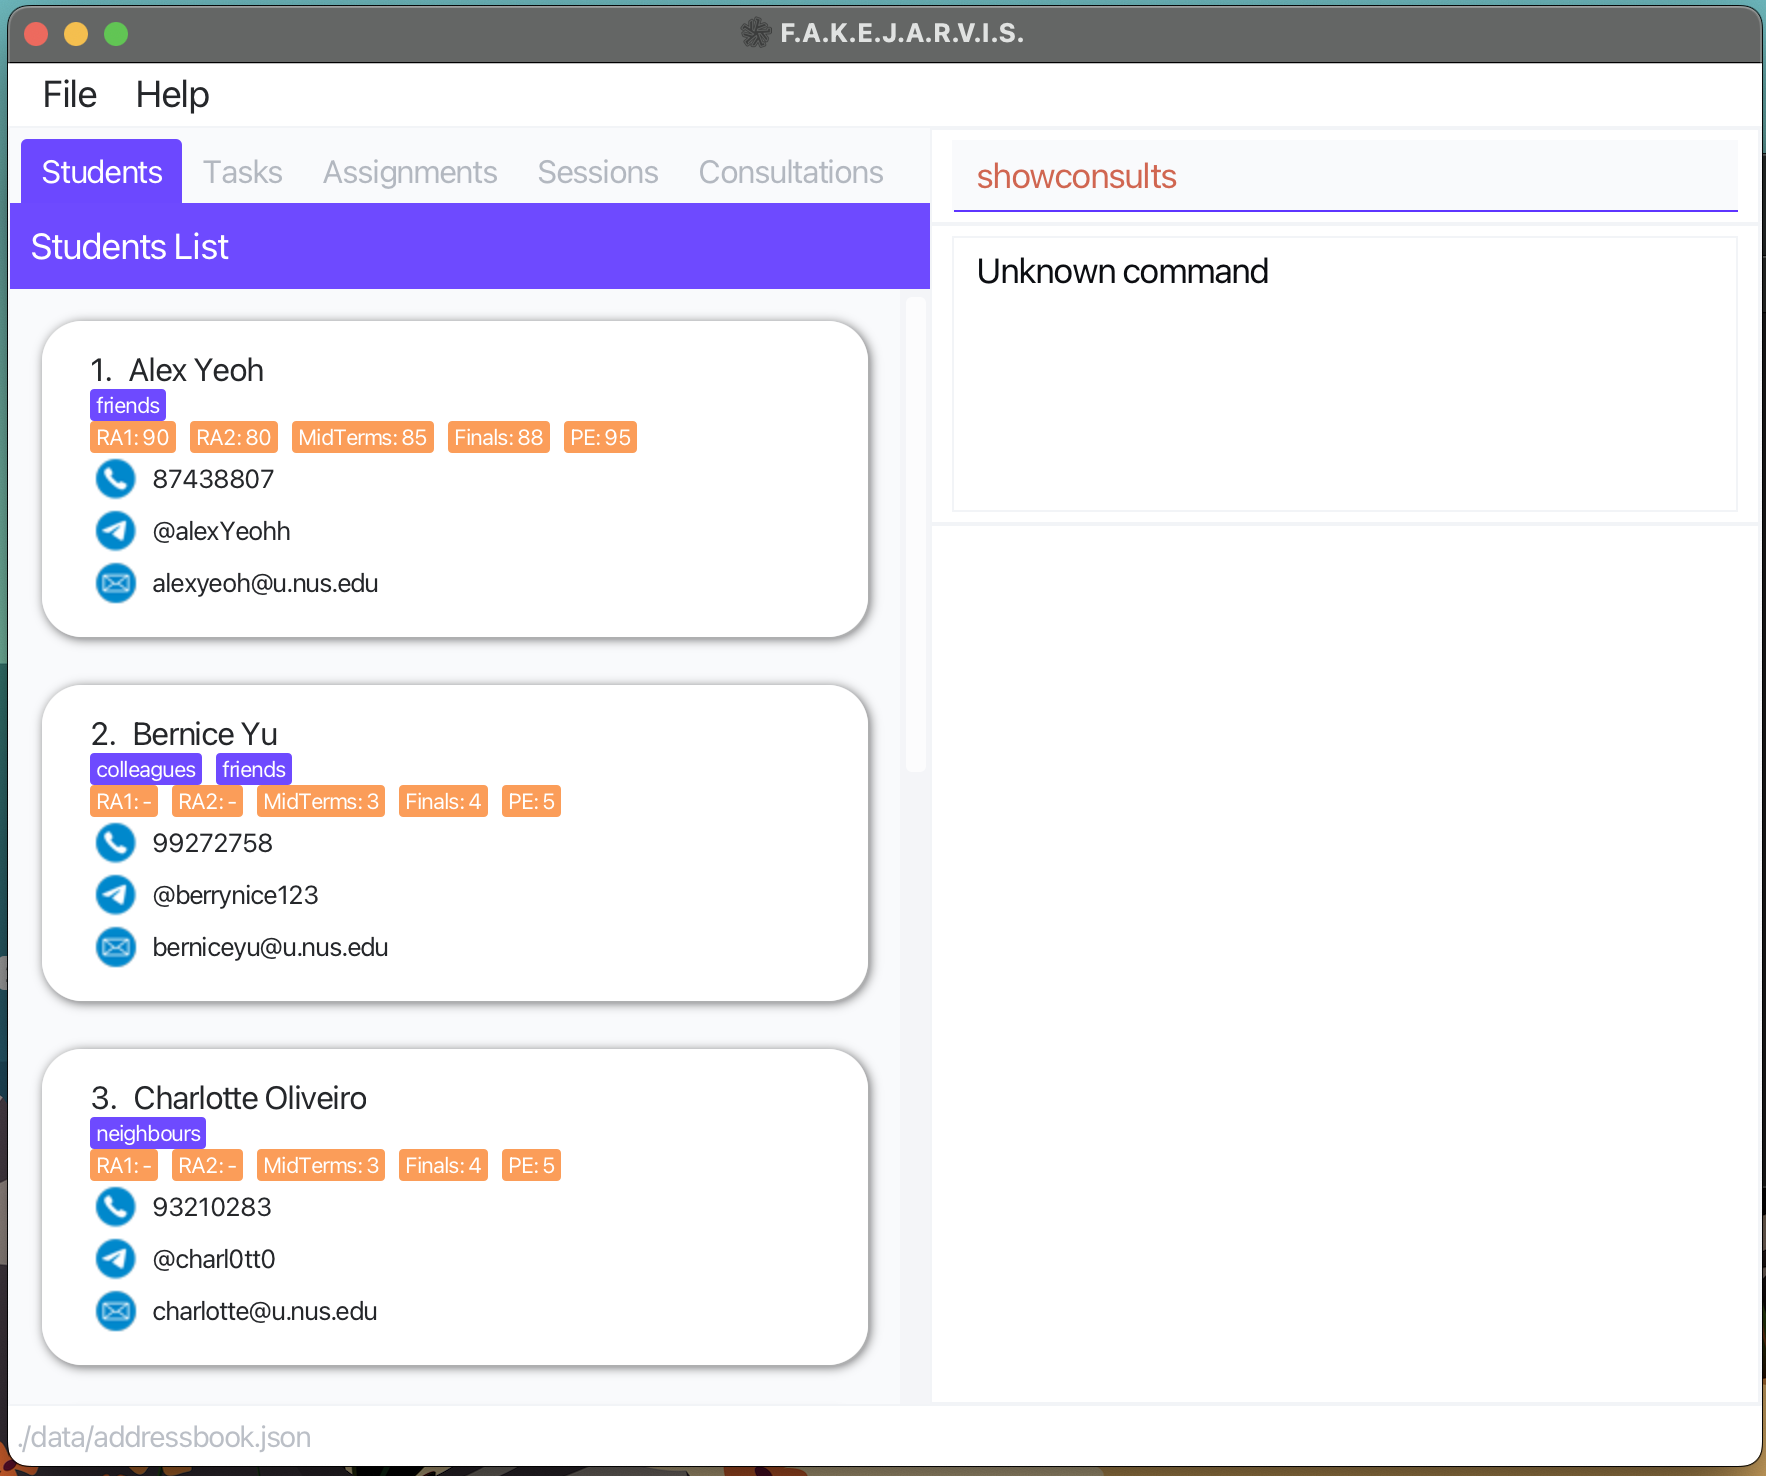 F.A.K.E.J.A.R.V.I.S.
File Help
Students Tasks Assignments Sessions Consultations
Students List
1. Alex Yeoh
friends
RA1: 90 RA2: 80 MidTerms: 85 Finals: 88 PE: 95
87438807
@alexYeohh
alexyeoh@u.nus.edu
2. Bernice Yu
colleagues friends
RA1: - RA2: - MidTerms: 3 Finals: 4 PE: 5
99272758
@berrynice123
berniceyu@u.nus.edu
3. Charlotte Oliveiro
neighbours
RA1: - RA2: - MidTerms: 3 Finals: 4 PE: 5
93210283
@charl0tt0
charlotte@u.nus.edu
showconsults
Unknown command
./data/addressbook.json